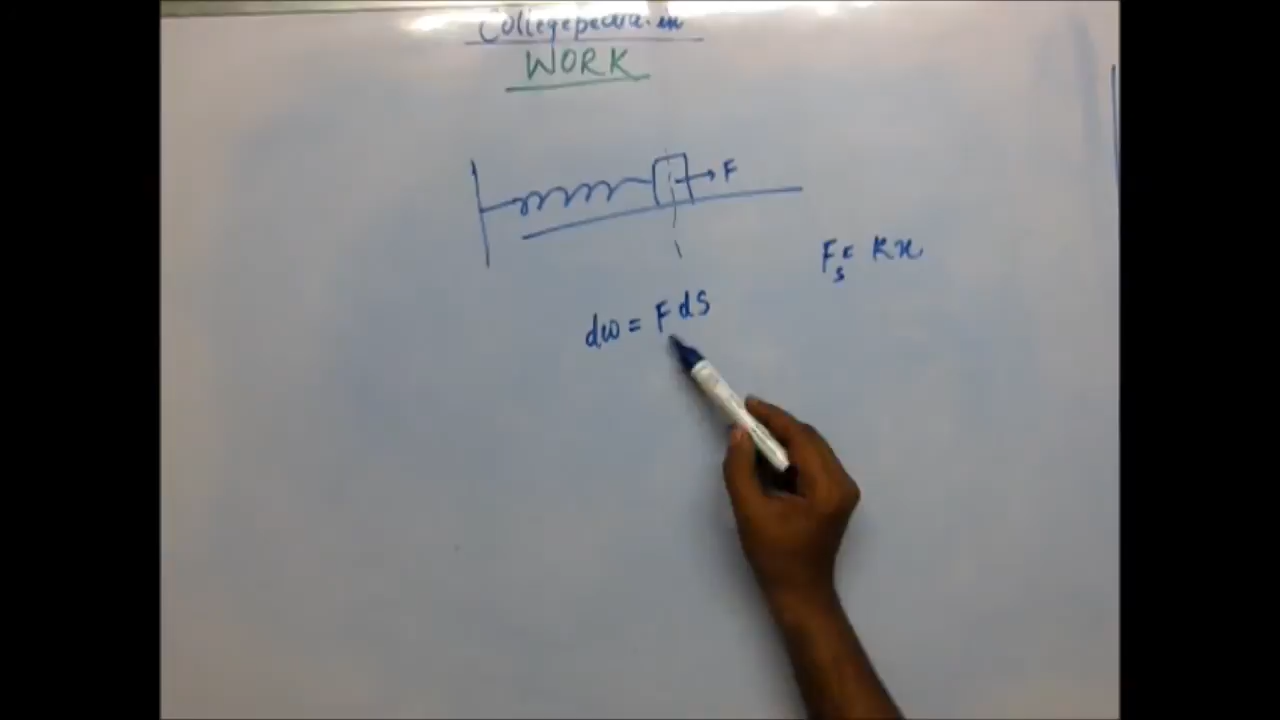 WORK
F
Fs = Kx
dw = F dS